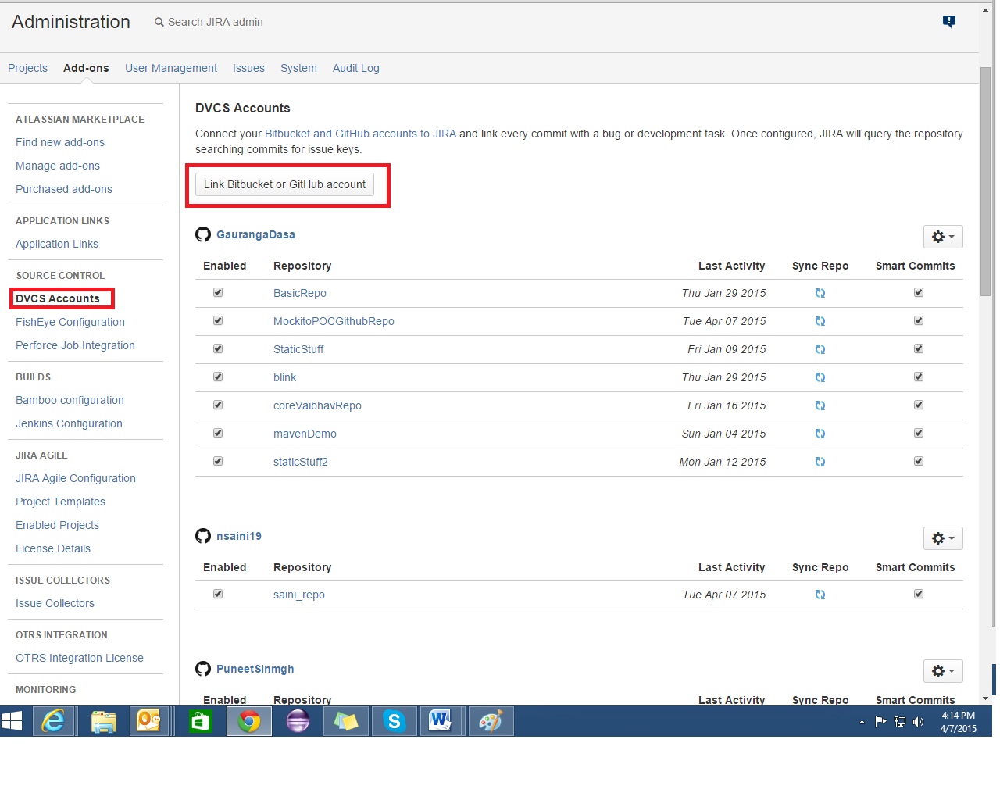 Administration
Search JIRA admin
Projects Add-ons User Management Issues System Audit Log
ATLASSIAN MARKETPLACE
Find new add-ons
Manage add-ons
Purchased add-ons
APPLICATION LINKS
Application Links
SOURCE CONTROL
DVCS Accounts
FishEye Configuration
Perforce Job Integration
BUILDS
Bamboo configuration
Jenkins Configuration
JIRA AGILE
JIRA Agile Configuration
Project Templates
Enabled Projects
License Details
ISSUE COLLECTORS
Issue Collectors
OTRS INTEGRATION
OTRS Integration License
MONITORING
DVCS Accounts
Connect your Bitbucket and GitHub accounts to JIRA and link every commit with a bug or development task. Once configured, JIRA will query the repository
searching commits for issue keys.
Link Bitbucket or GitHub account
GaurangaDasa
Enabled Repository Last Activity Sync Repo Smart Commits
BasicRepo Thu Jan 29 2015
MockitoPOCGithubRepo Tue Apr 07 2015
StaticStuff Fri Jan 09 2015
blink Thu Jan 29 2015
coreVaibhavRepo Fri Jan 16 2015
mavenDemo Sun Jan 04 2015
staticStuff2 Mon Jan 12 2015
nsaini19
Enabled Repository Last Activity Sync Repo Smart Commits
saini_repo Tue Apr 07 2015
PuneetSinmgh
Enabled Repository Last Activity Sync Repo Smart Commits
4:14 PM
4/7/2015